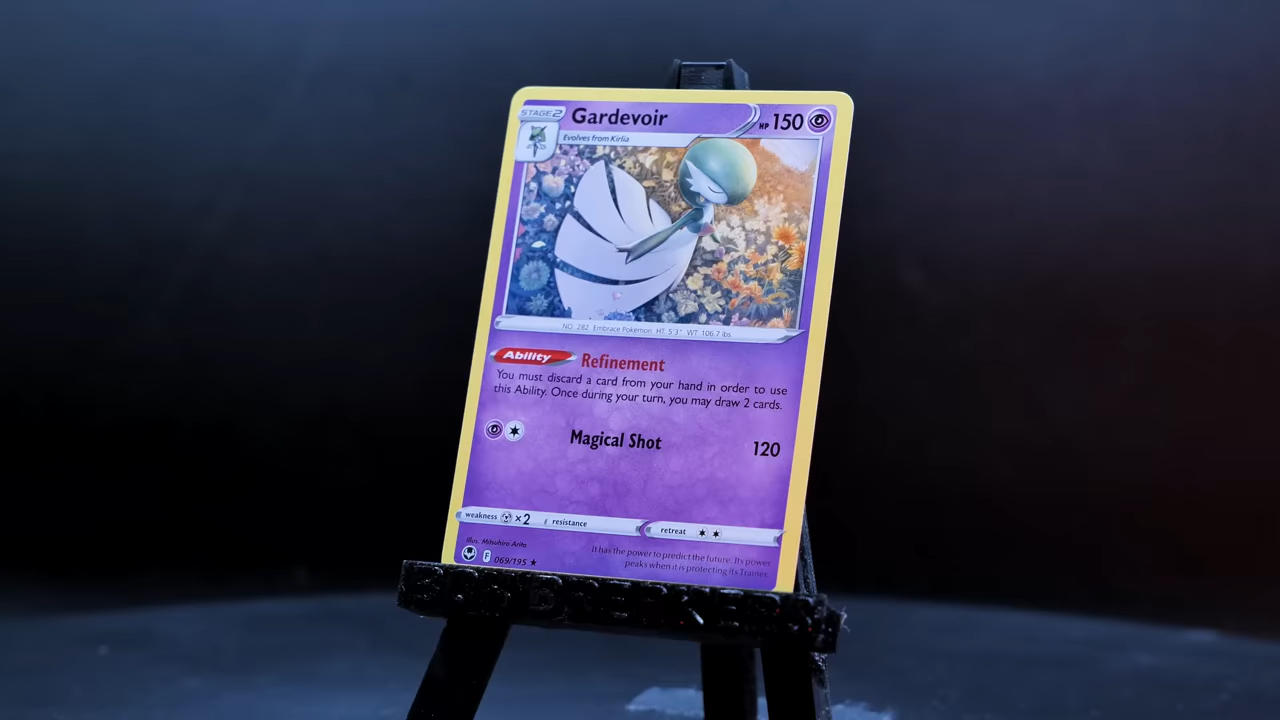 STAGE2 Gardevoir HP 150
Evolves from Kirlia
NO. 282 Embrace Pokémon HT: 5'3" WT: 106.7 lbs
Ability Refinement
You must discard a card from your hand in order to use
this Ability. Once during your turn, you may draw 2 cards.
Magical Shot 120
weakness ×2 resistance retreat
Illus. Mitsuhiro Arita
F 069/195 ★
It has the power to predict the future. Its power
peaks when it is protecting its Trainer.